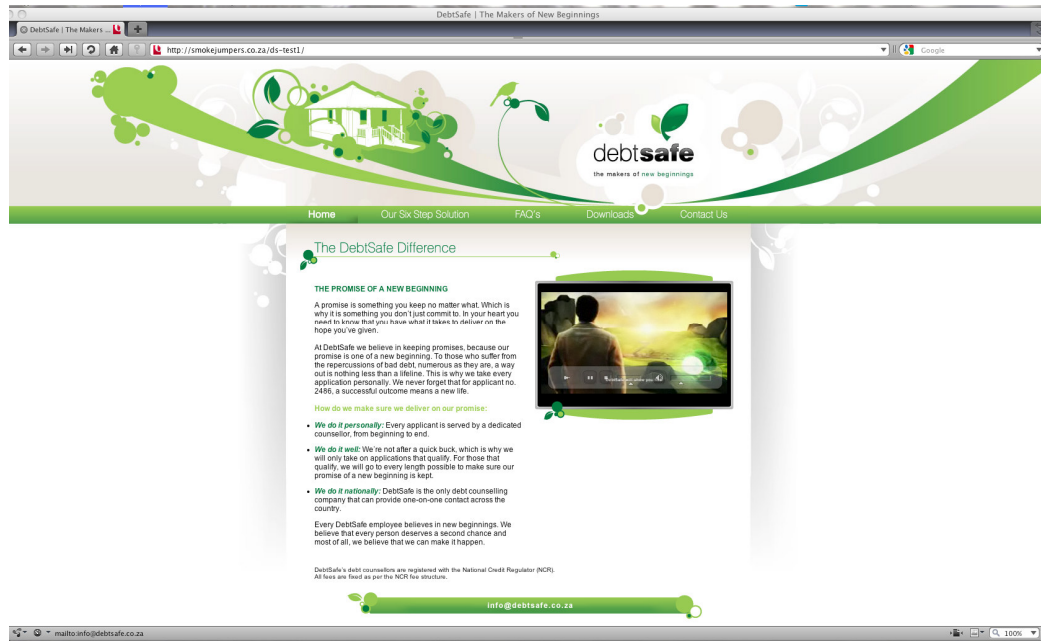 DebtSafe | The Makers of New Beginnings
DebtSafe | The Makers ...
http://smokejumpers.co.za/ds-test1/
Google
debtsafe
the makers of new beginnings
Home Our Six Step Solution FAQ's Downloads Contact Us
The DebtSafe Difference
THE PROMISE OF A NEW BEGINNING
A promise is something you keep no matter what. Which is
why it is something you don't just commit to. In your heart you
need to know that you have what it takes to deliver on the
hope you've given.
At DebtSafe we believe in keeping promises, because our
promise is one of a new beginning. To those who suffer from
the repercussions of bad debt, numerous as they are, a way
out is nothing less than a lifeline. This is why we take every
application personally. We never forget that for applicant no.
2486, a successful outcome means a new life.
How do we make sure we deliver on our promise:
• We do it personally: Every applicant is served by a dedicated
counsellor, from beginning to end.
• We do it well: We're not after a quick buck, which is why we
will only take on applications that qualify. For those that
qualify, we will go to every length possible to make sure our
promise of a new beginning is kept.
• We do it nationally: DebtSafe is the only debt counselling
company that can provide one-on-one contact across the
country.
Every DebtSafe employee believes in new beginnings. We
believe that every person deserves a second chance and
most of all, we believe that we can make it happen.
DebtSafe's debt counsellors are registered with the National Credit Regulator (NCR).
All fees are fixed as per the NCR fee structure.
info@debtsafe.co.za
mailto:info@debtsafe.co.za
100%